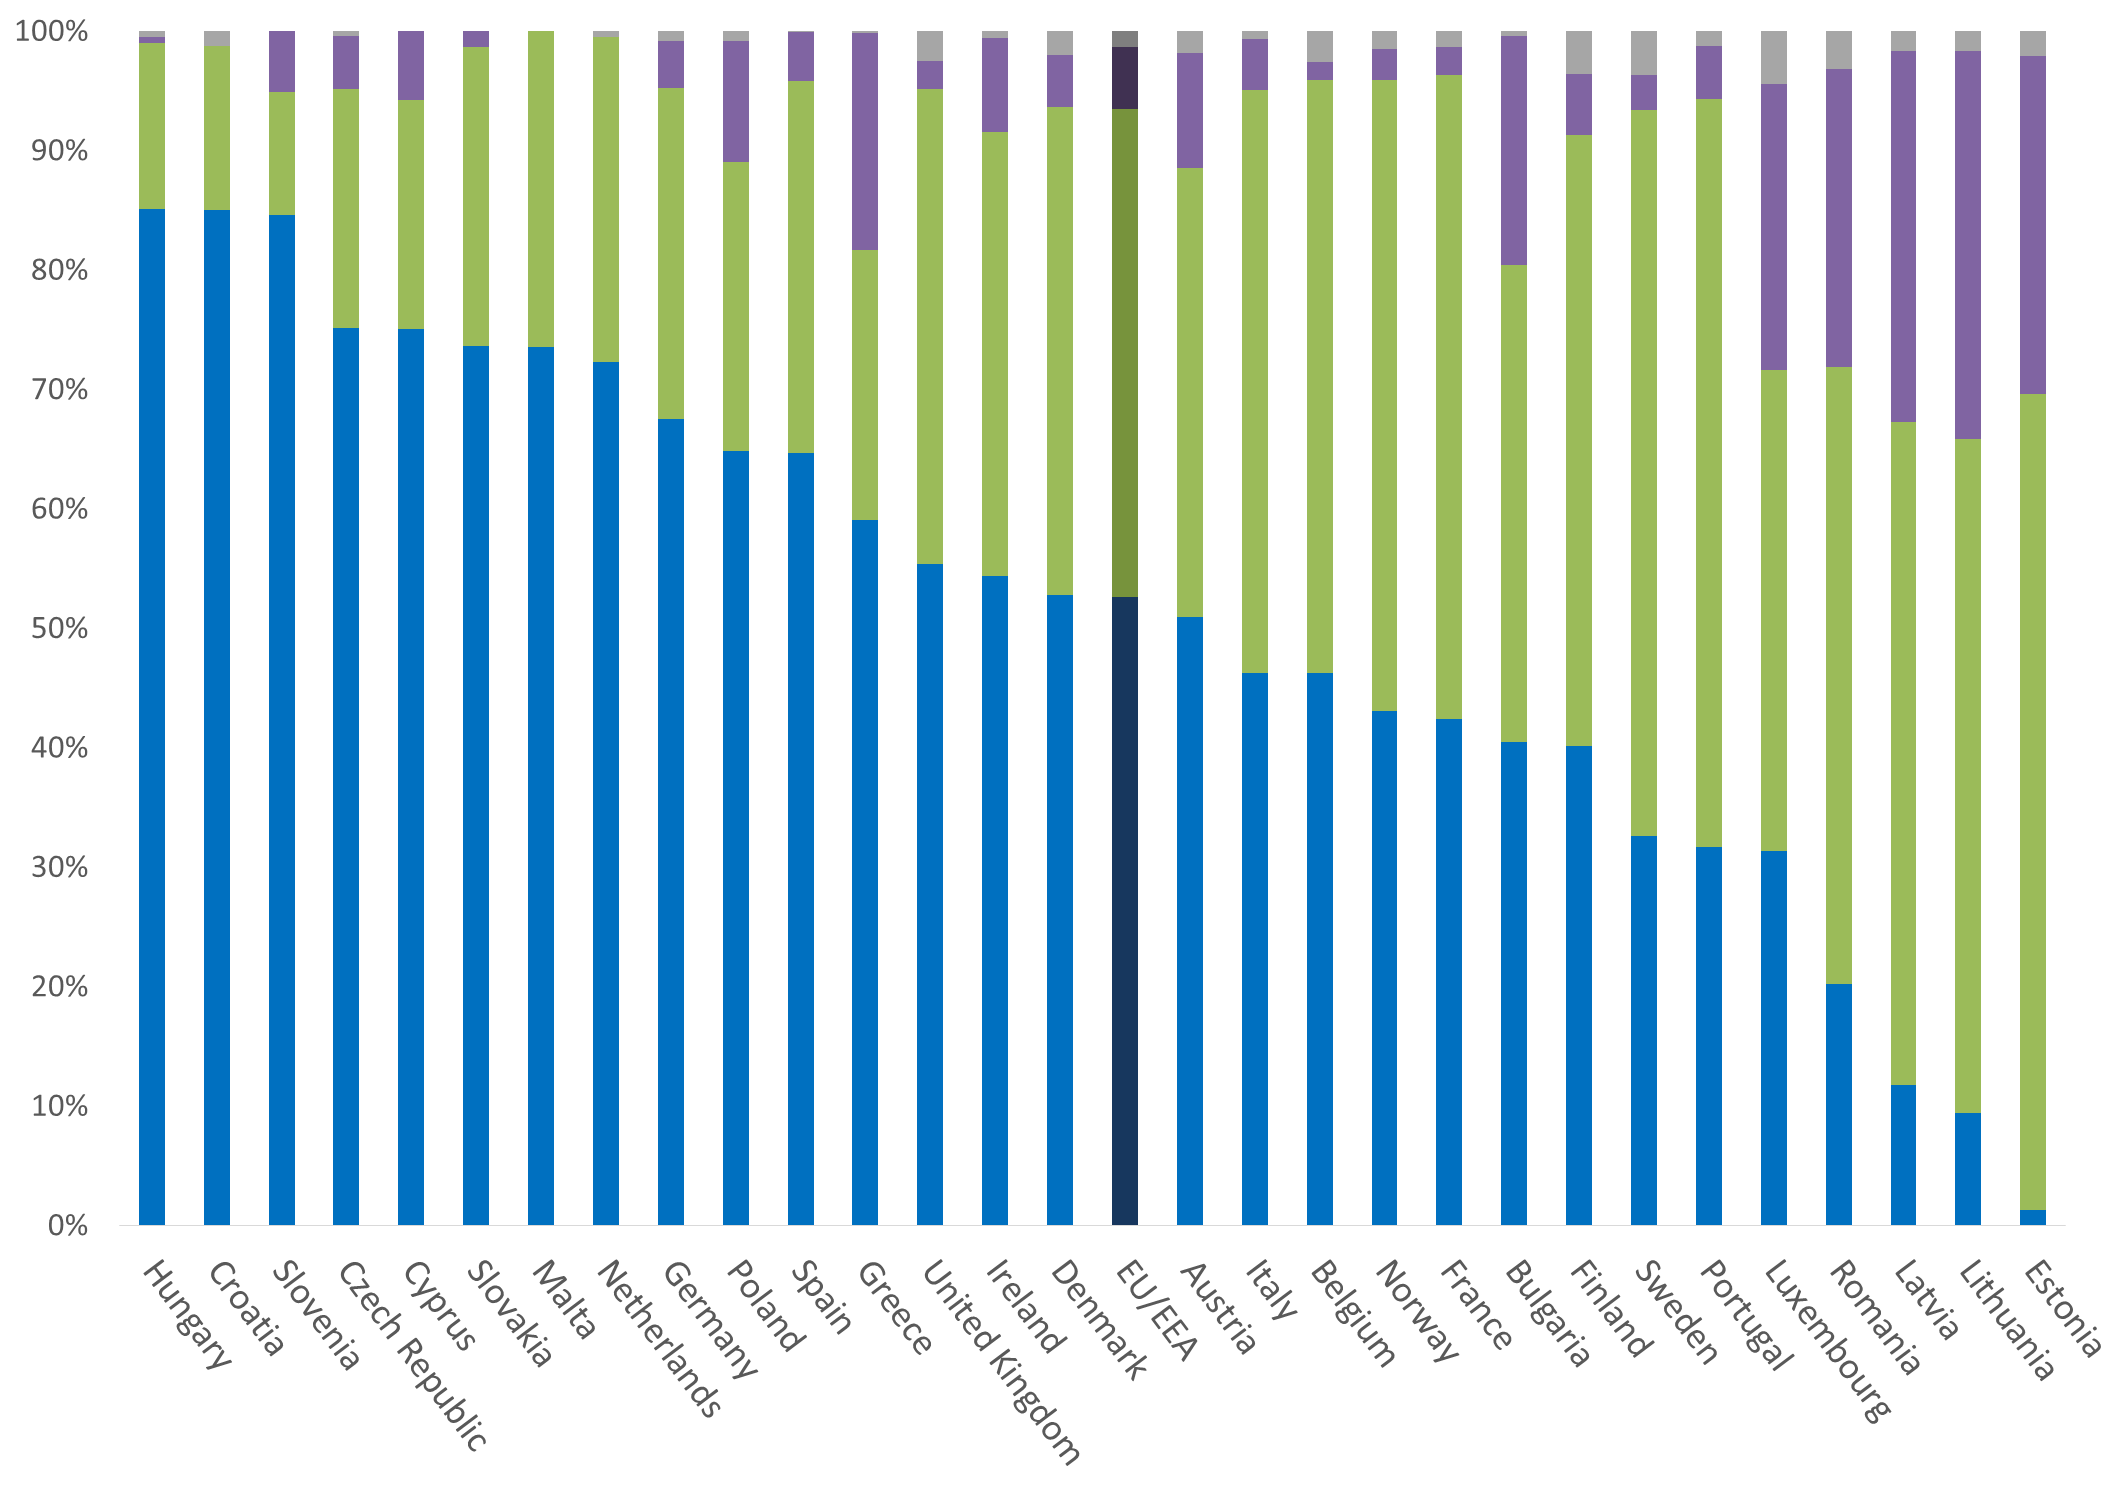 100%
90%
80%
70%
60%
50%
40%
30%
20%
10%
0%
Hungary
Croatia
Slovenia
Czech Republic
Cyprus
Slovakia
Malta
Netherlands
Germany
Poland
Spain
Greece
United Kingdom
Ireland
Denmark
EU/EEA
Austria
Italy
Belgium
Norway
France
Bulgaria
Finland
Sweden
Portugal
Luxembourg
Romania
Latvia
Lithuania
Estonia